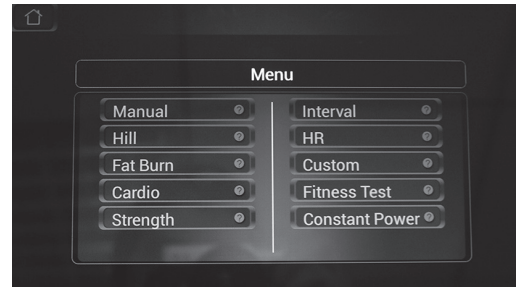 Menu
Manual ?
Hill ?
Fat Burn ?
Cardio ?
Strength ?
Interval ?
HR ?
Custom ?
Fitness Test ?
Constant Power ?